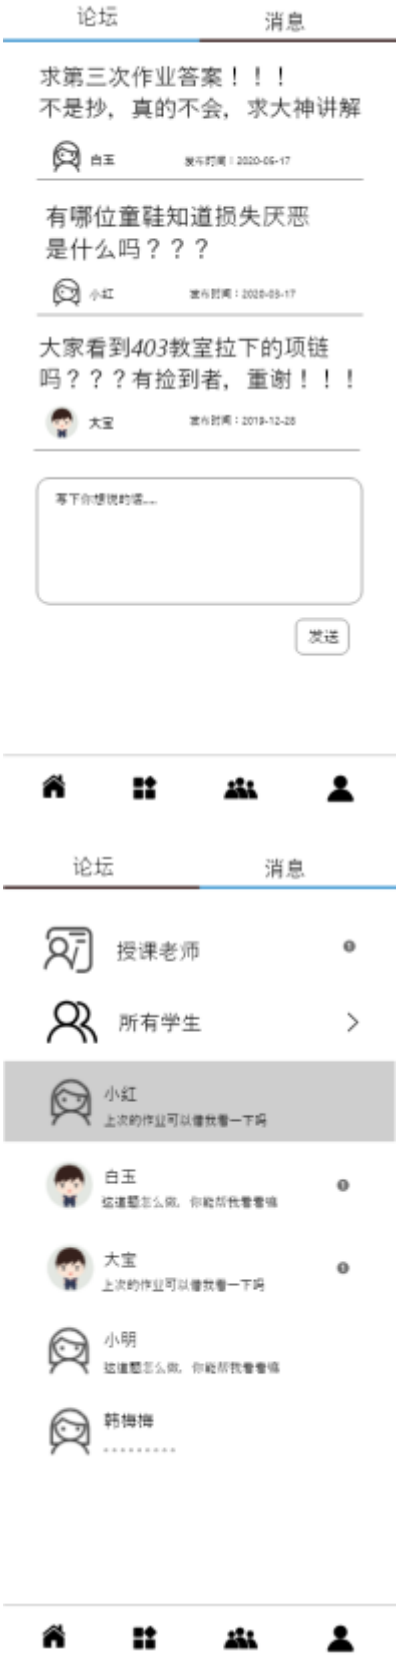 论坛
消息
求第三次作业答案！！！
不是抄，真的不会，求大神讲解
白玉
发布时间：2020-05-17
有哪位童鞋知道损失厌恶
是什么吗？？？
小红
发布时间：2020-03-17
大家看到403教室拉下的项链
吗？？？有捡到者，重谢！！！
大宝
发布时间：2019-12-28
写下你想说的话......
发送
论坛
消息
授课老师
所有学生
小红
上次的作业可以借我看一下吗
白玉
这道题怎么做，你能帮我看看嘛
大宝
上次的作业可以借我看一下吗
小明
这道题怎么做，你能帮我看看嘛
韩梅梅